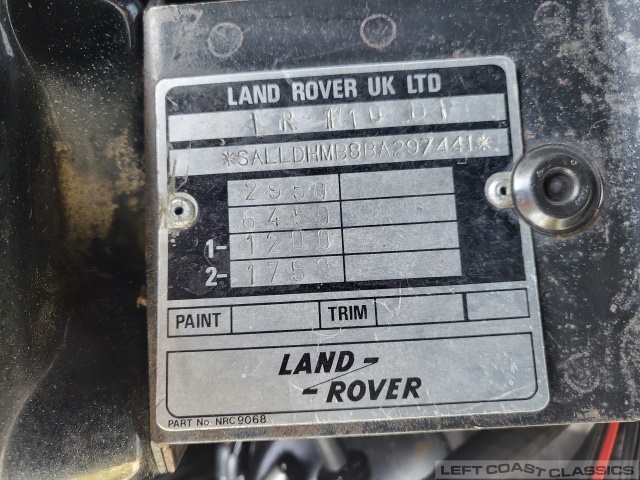 LAND ROVER UK LTD
LR 110 DP
*SALLDHMB8BA297441*
2950
6450
1- 1200
2- 1750
PAINT TRIM
LAND-
-ROVER
PART No NRC9068
LEFT COAST CLASSICS